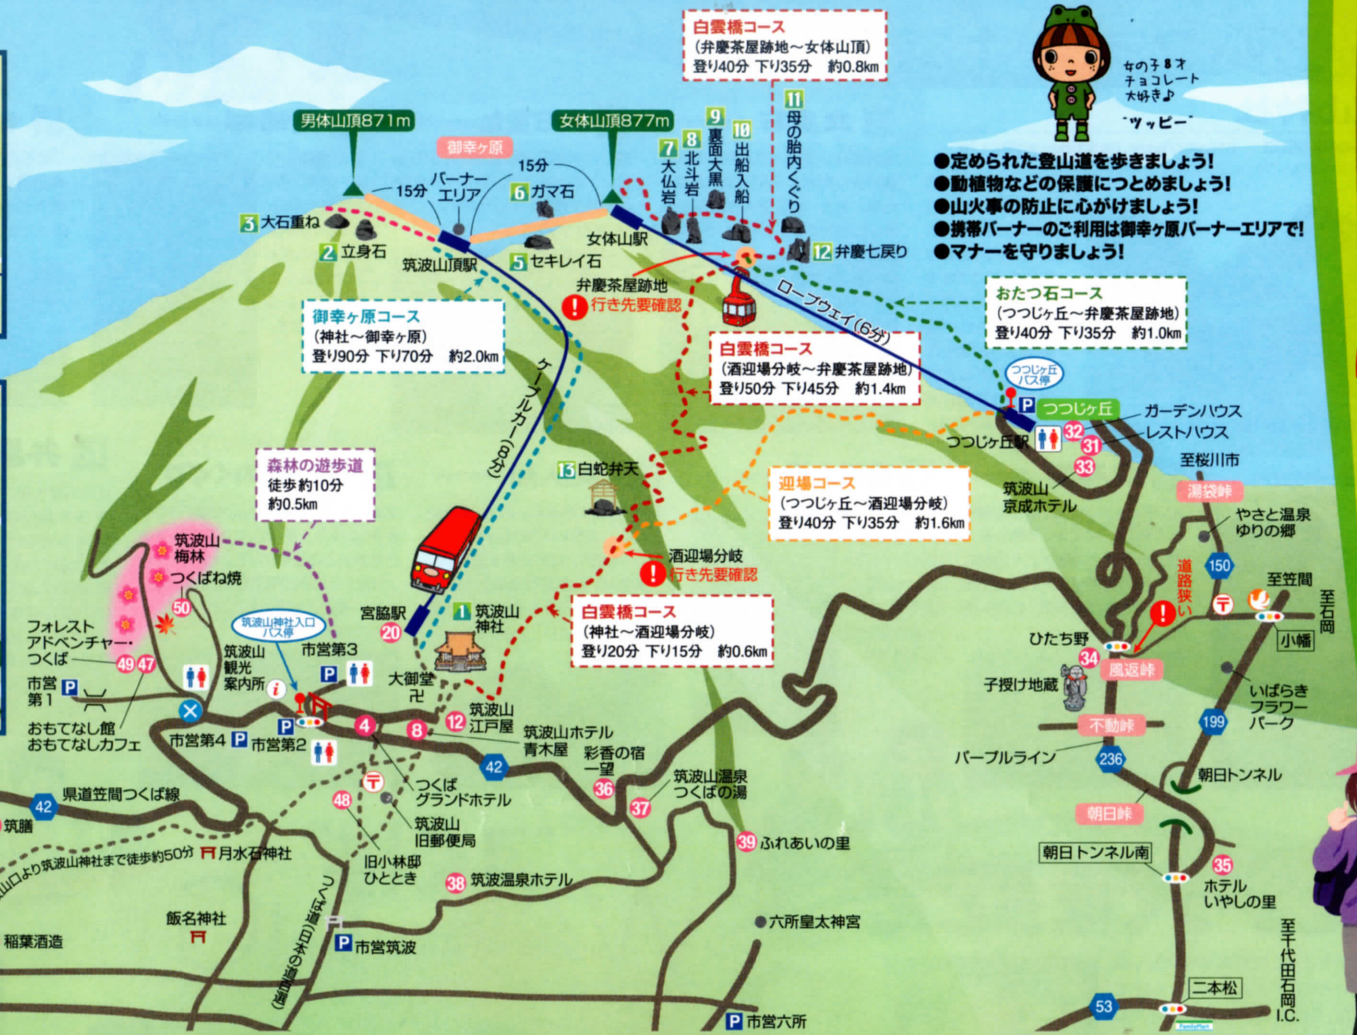 白雲橋コース
(弁慶茶屋跡地〜女体山頂)
登り40分 下り35分 約0.8km
女の子8才
チョコレート
大好き♪
"ツッピー"
●定められた登山道を歩きましょう!
●動植物などの保護につとめましょう!
●山火事の防止に心がけましょう!
●携帯バーナーのご利用は御幸ヶ原バーナーエリアで!
●マナーを守りましょう!
男体山頂871m
女体山頂877m
御幸ヶ原
15分
バーナー
エリア
15分
3 大石重ね
2 立身石
筑波山頂駅
6 ガマ石
5 セキレイ石
女体山駅
7 大仏岩
8 北斗岩
9 裏面大黒
10 出船入船
11 母の胎内くぐり
12 弁慶七戻り
弁慶茶屋跡地
! 行き先要確認
ロープウェイ(6分)
おたつ石コース
(つつじヶ丘〜弁慶茶屋跡地)
登り40分 下り35分 約1.0km
御幸ヶ原コース
(神社〜御幸ヶ原)
登り90分 下り70分 約2.0km
ケーブルカー(8分)
白雲橋コース
(酒迎場分岐〜弁慶茶屋跡地)
登り50分 下り45分 約1.4km
つつじヶ丘
バス停
P
つつじヶ丘
つつじヶ丘駅
32 ガーデンハウス
31 レストハウス
33
筑波山
京成ホテル
至桜川市
湯袋峠
やさと温泉
ゆりの郷
150
至笠間
至石岡
小幡
道路狭い
!
森林の遊歩道
徒歩約10分
約0.5km
13 白蛇弁天
迎場コース
(つつじヶ丘〜酒迎場分岐)
登り40分 下り35分 約1.6km
酒迎場分岐
! 行き先要確認
白雲橋コース
(神社〜酒迎場分岐)
登り20分 下り15分 約0.6km
筑波山
梅林
つくばね焼
50
フォレスト
アドベンチャー・
つくば
49 47
市営
第1
P
おもてなし館
おもてなしカフェ
筑波山神社入口
バス停
筑波山
観光
案内所
i
市営第3
P
宮脇駅
20
1 筑波山
神社
大御堂
卍
市営第4 P
市営第2
P
4
8
12 筑波山
江戸屋
筑波山ホテル
青木屋
42
つくば
グランドホテル
彩香の宿
一望
36
37
筑波山温泉
つくばの湯
39 ふれあいの里
〒
48
筑波山
旧郵便局
旧小林邸
ひととき
38 筑波温泉ホテル
42
県道笠間つくば線
筑膳
山口より筑波山神社まで徒歩約50分
月水石神社
飯名神社
稲葉酒造
つくば道(日本の道百選)
P 市営筑波
六所皇太神宮
P 市営六所
ひたち野
34
風返峠
子授け地蔵
不動峠
パープルライン
236
朝日峠
〒
いばらき
フラワー
パーク
199
朝日トンネル
朝日トンネル南
35
ホテル
いやしの里
至千代田石岡I.C.
二本松
53
FamilyMart